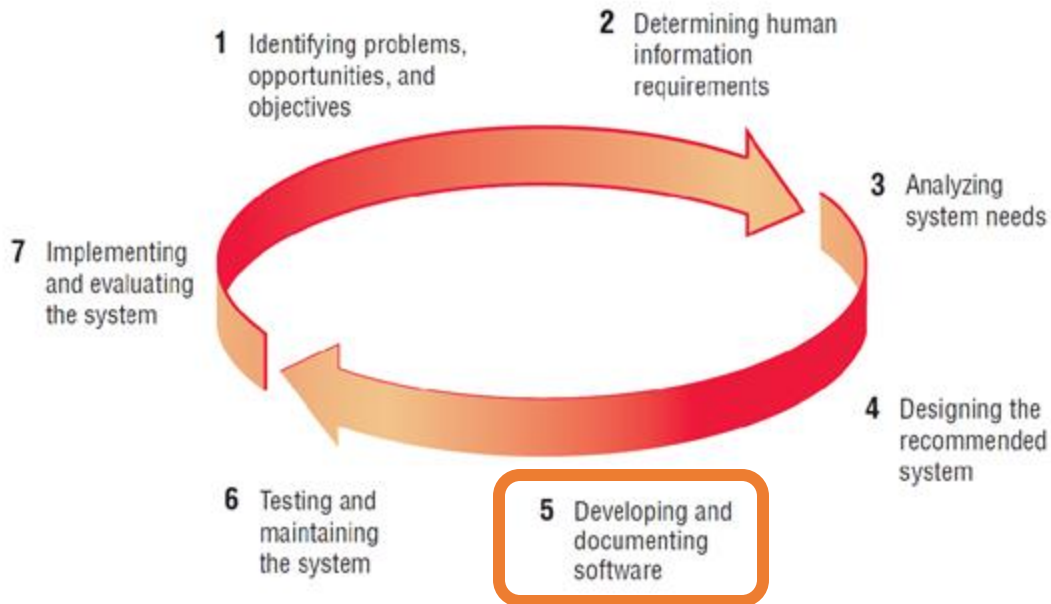 1 Identifying problems,
opportunities, and
objectives
2 Determining human
information
requirements
3 Analyzing
system needs
4 Designing the
recommended
system
5 Developing and
documenting
software
6 Testing and
maintaining
the system
7 Implementing
and evaluating
the system